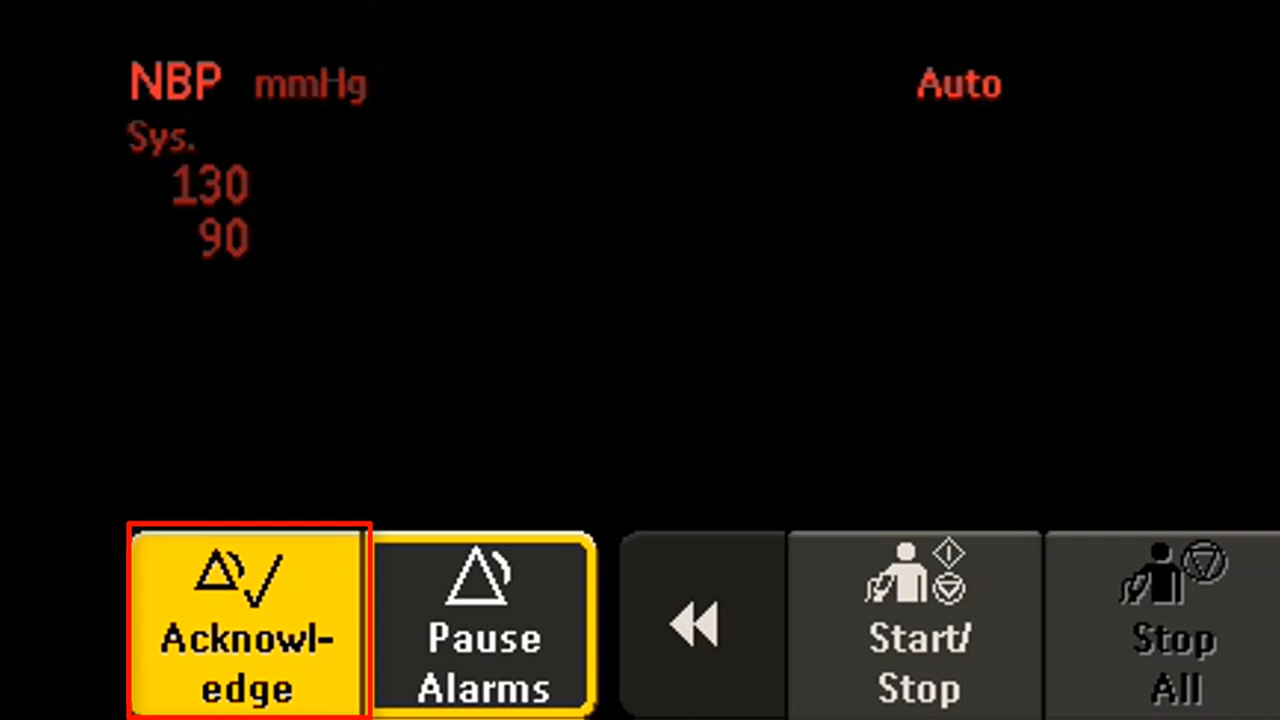 NBP mmHg Auto
Sys.
130
90
Acknowl-
edge
Pause
Alarms
Start/
Stop
Stop
All